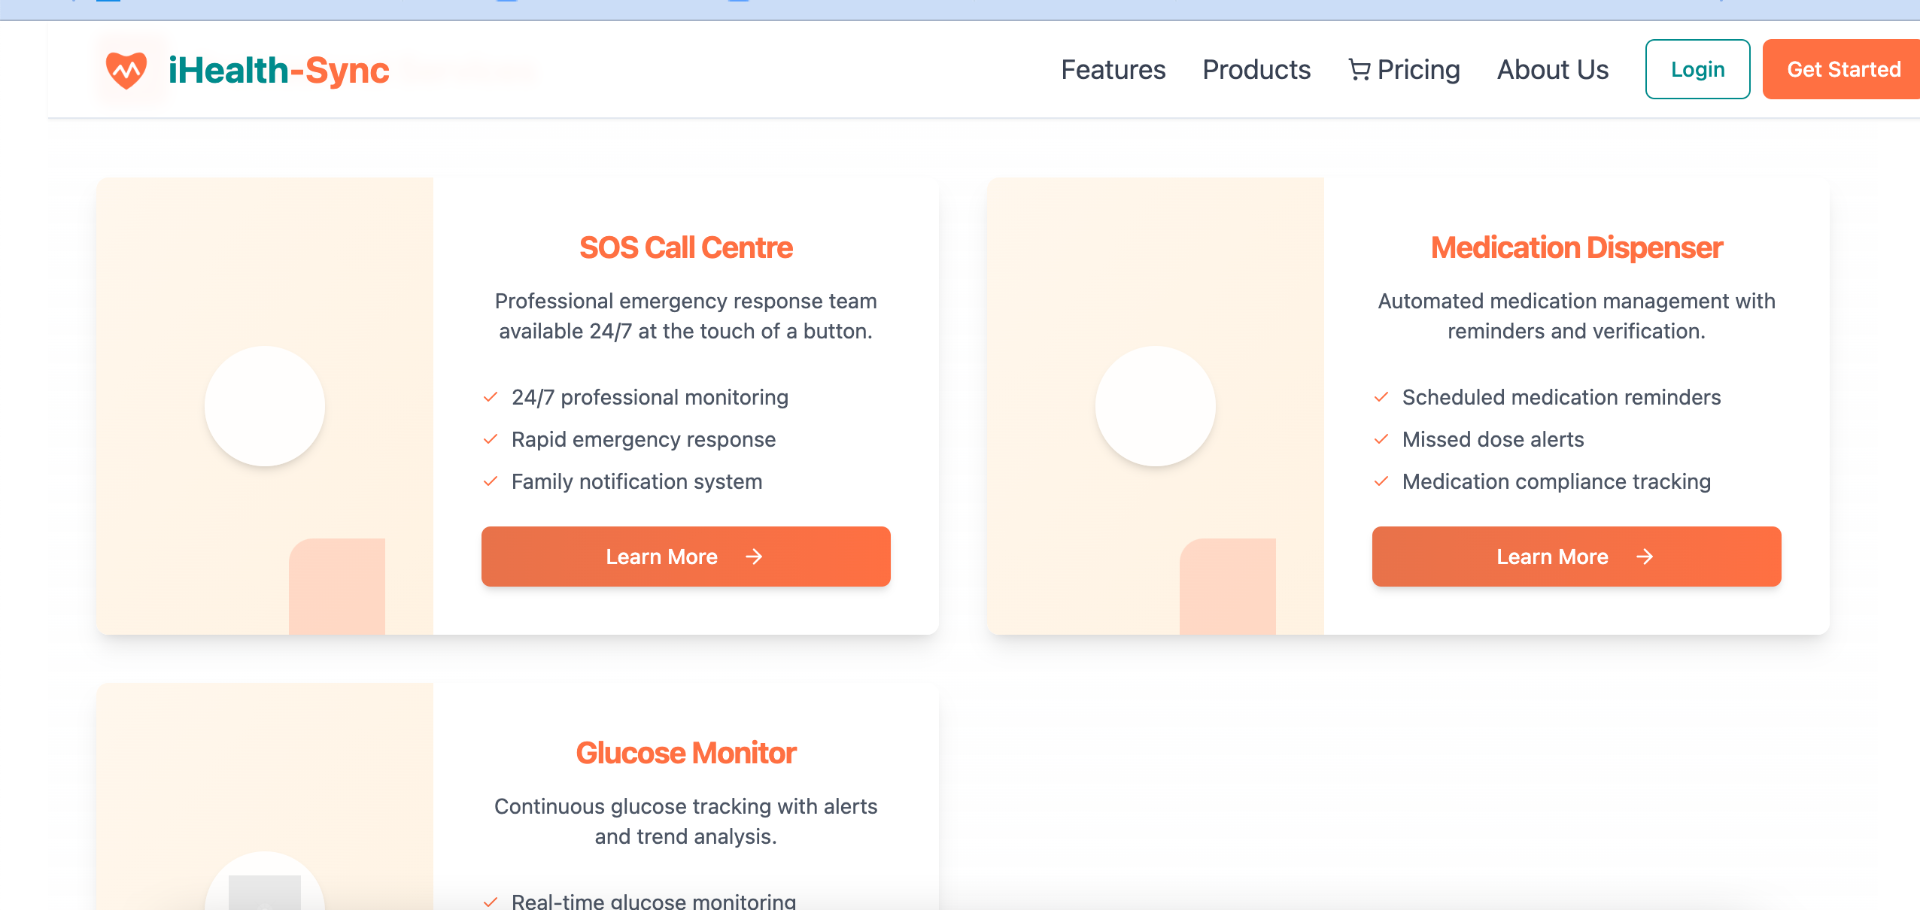 iHealth-Sync
Features
Products
Pricing
About Us
Login
Get Started
SOS Call Centre
Professional emergency response team
available 24/7 at the touch of a button.
24/7 professional monitoring
Rapid emergency response
Family notification system
Learn More
Medication Dispenser
Automated medication management with
reminders and verification.
Scheduled medication reminders
Missed dose alerts
Medication compliance tracking
Learn More
Glucose Monitor
Continuous glucose tracking with alerts
and trend analysis.
Real-time glucose monitoring